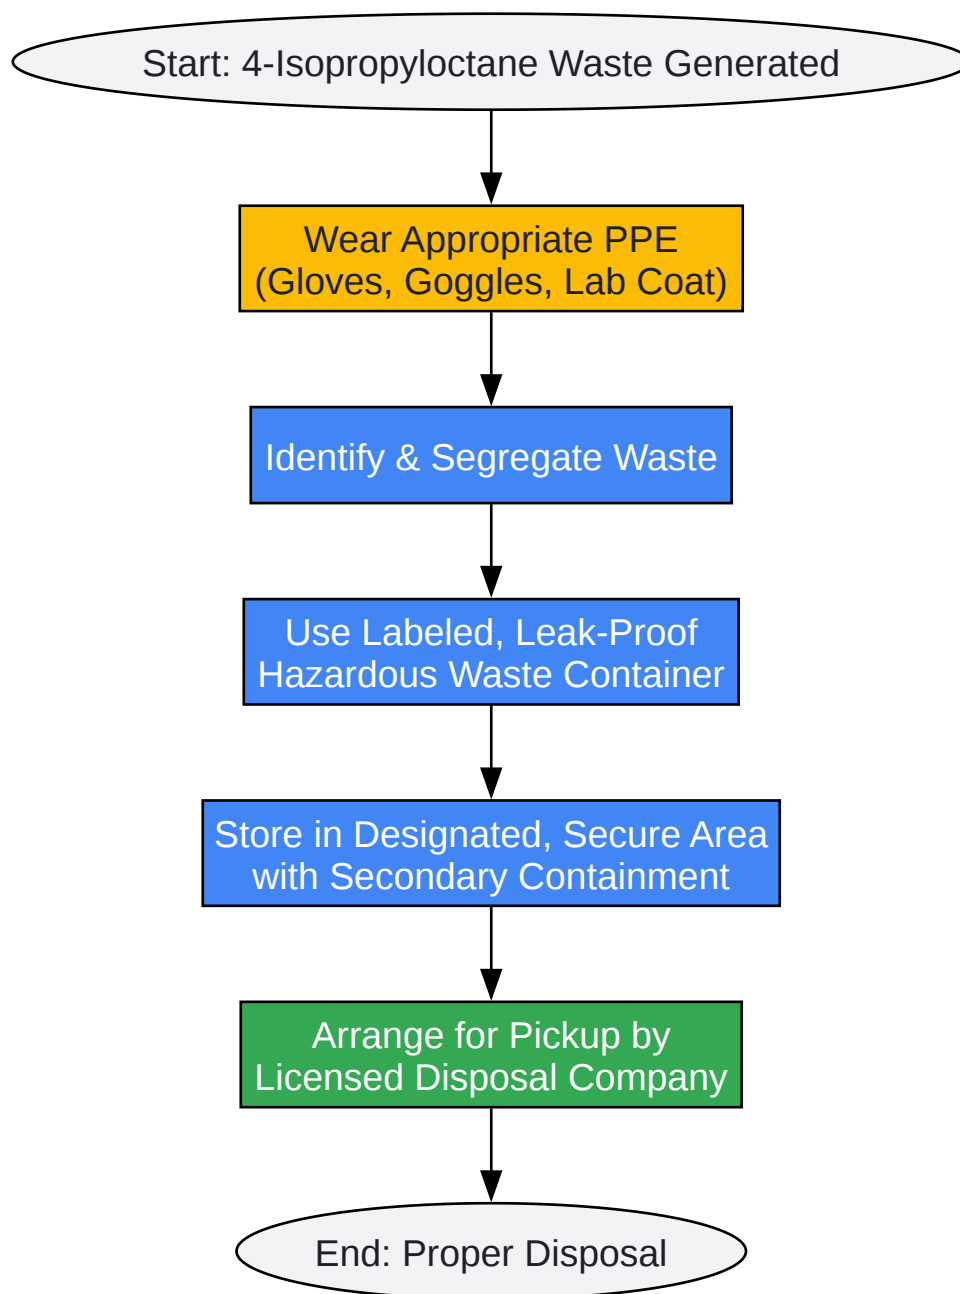 Start: 4-Isopropyloctane Waste Generated
Wear Appropriate PPE
(Gloves, Goggles, Lab Coat)
Identify & Segregate Waste
Use Labeled, Leak-Proof
Hazardous Waste Container
Store in Designated, Secure Area
with Secondary Containment
Arrange for Pickup by
Licensed Disposal Company
End: Proper Disposal